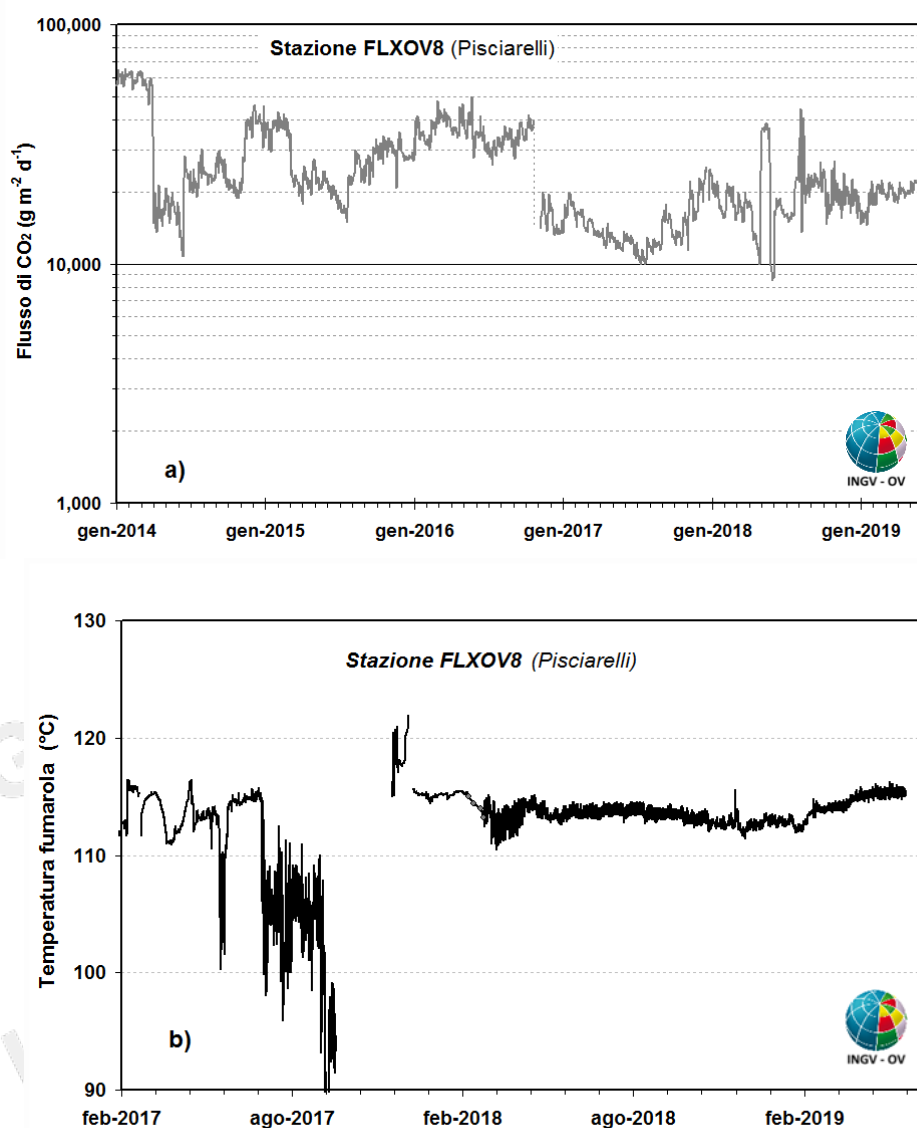 100,000
Stazione FLXOV8 (Pisciarelli)
Flusso di CO₂ (g m⁻² d⁻¹)
10,000
a)
INGV - OV
1,000
gen-2014 gen-2015 gen-2016 gen-2017 gen-2018 gen-2019
130
Stazione FLXOV8 (Pisciarelli)
120
Temperatura fumarola (°C)
110
100
b)
INGV - OV
90
feb-2017 ago-2017 feb-2018 ago-2018 feb-2019